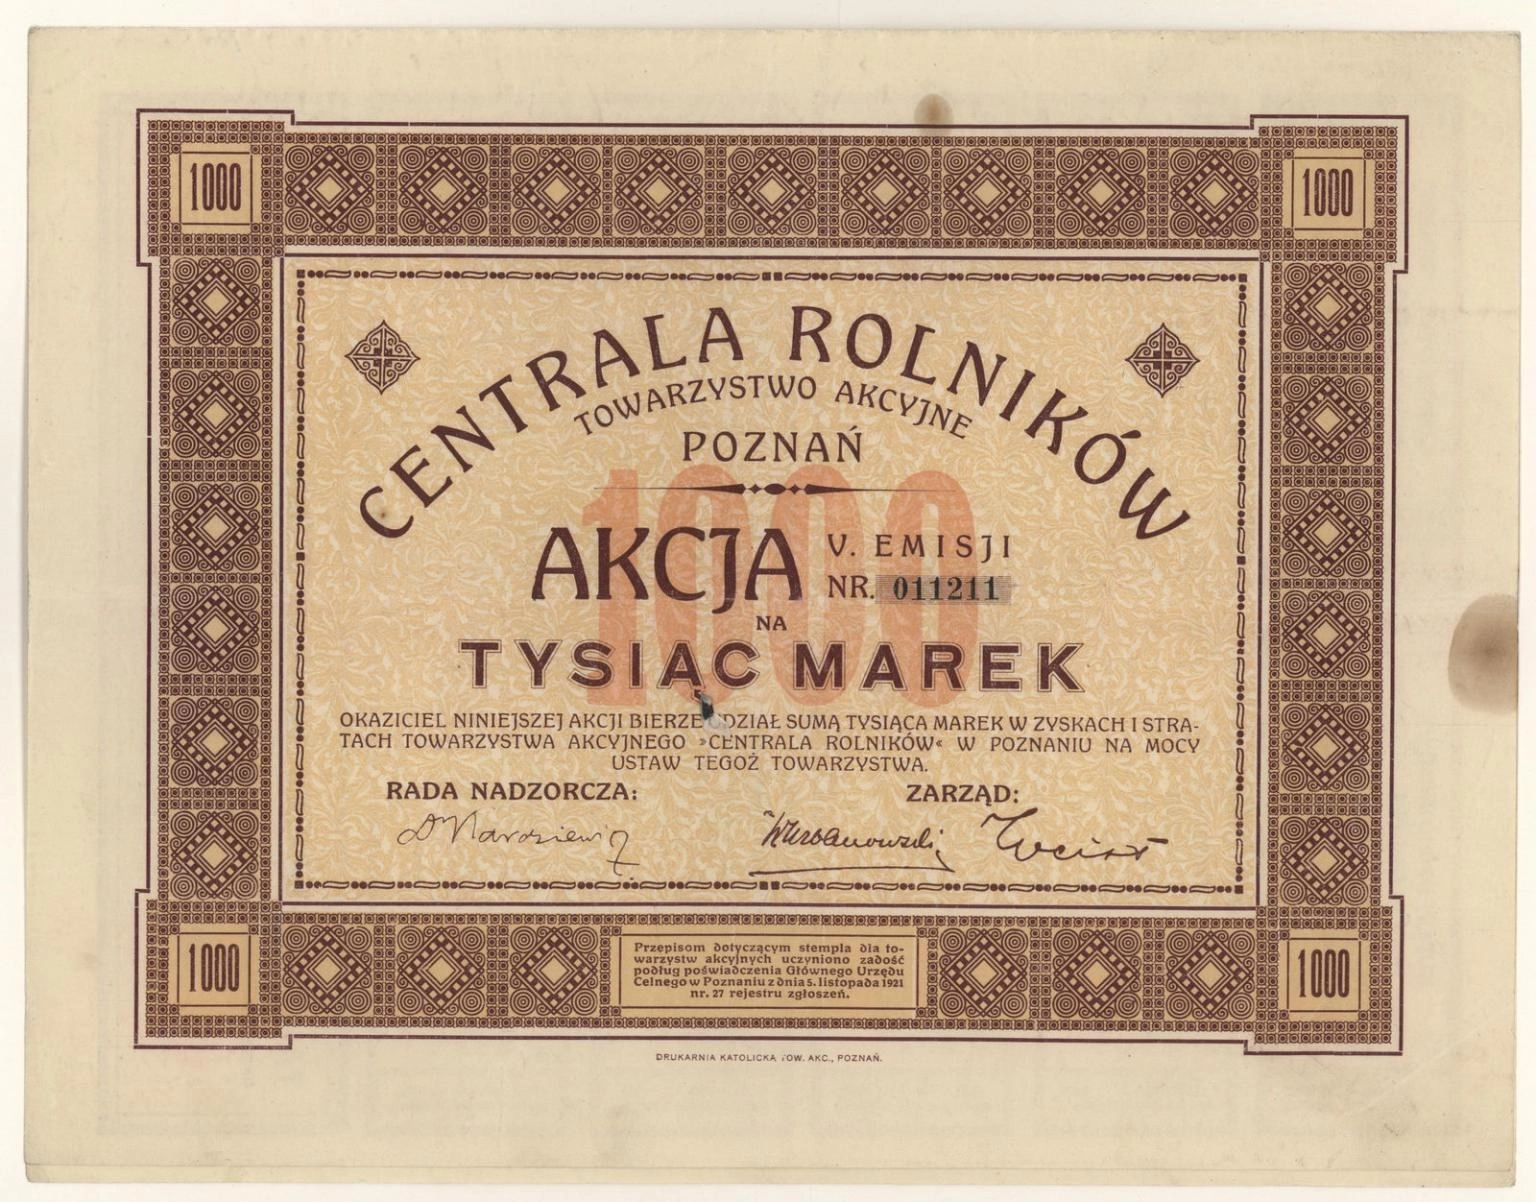 1000
1000
CENTRALA ROLNIKÓW
TOWARZYSTWO AKCYJNE
POZNAŃ
1000
AKCJA V. EMISJI
NR. 011211
NA
TYSIĄC MAREK
OKAZICIEL NINIEJSZEJ AKCJI BIERZE UDZIAŁ SUMĄ TYSIĄCA MAREK W ZYSKACH I STRA-
TACH TOWARZYSTWA AKCYJNEGO »CENTRALA ROLNIKÓW« W POZNANIU NA MOCY
USTAW TEGOŻ TOWARZYSTWA.
RADA NADZORCZA: ZARZĄD:
WUrbanowski
1000
1000
Przepisom dotyczącym stempla dla to-
warzystw akcyjnych uczyniono zadość
podług poświadczenia Głównego Urzędu
Celnego w Poznaniu z dnia 5. listopada 1921
nr. 27 rejestru zgłoszeń.
DRUKARNIA KATOLICKA TOW. AKC., POZNAŃ.